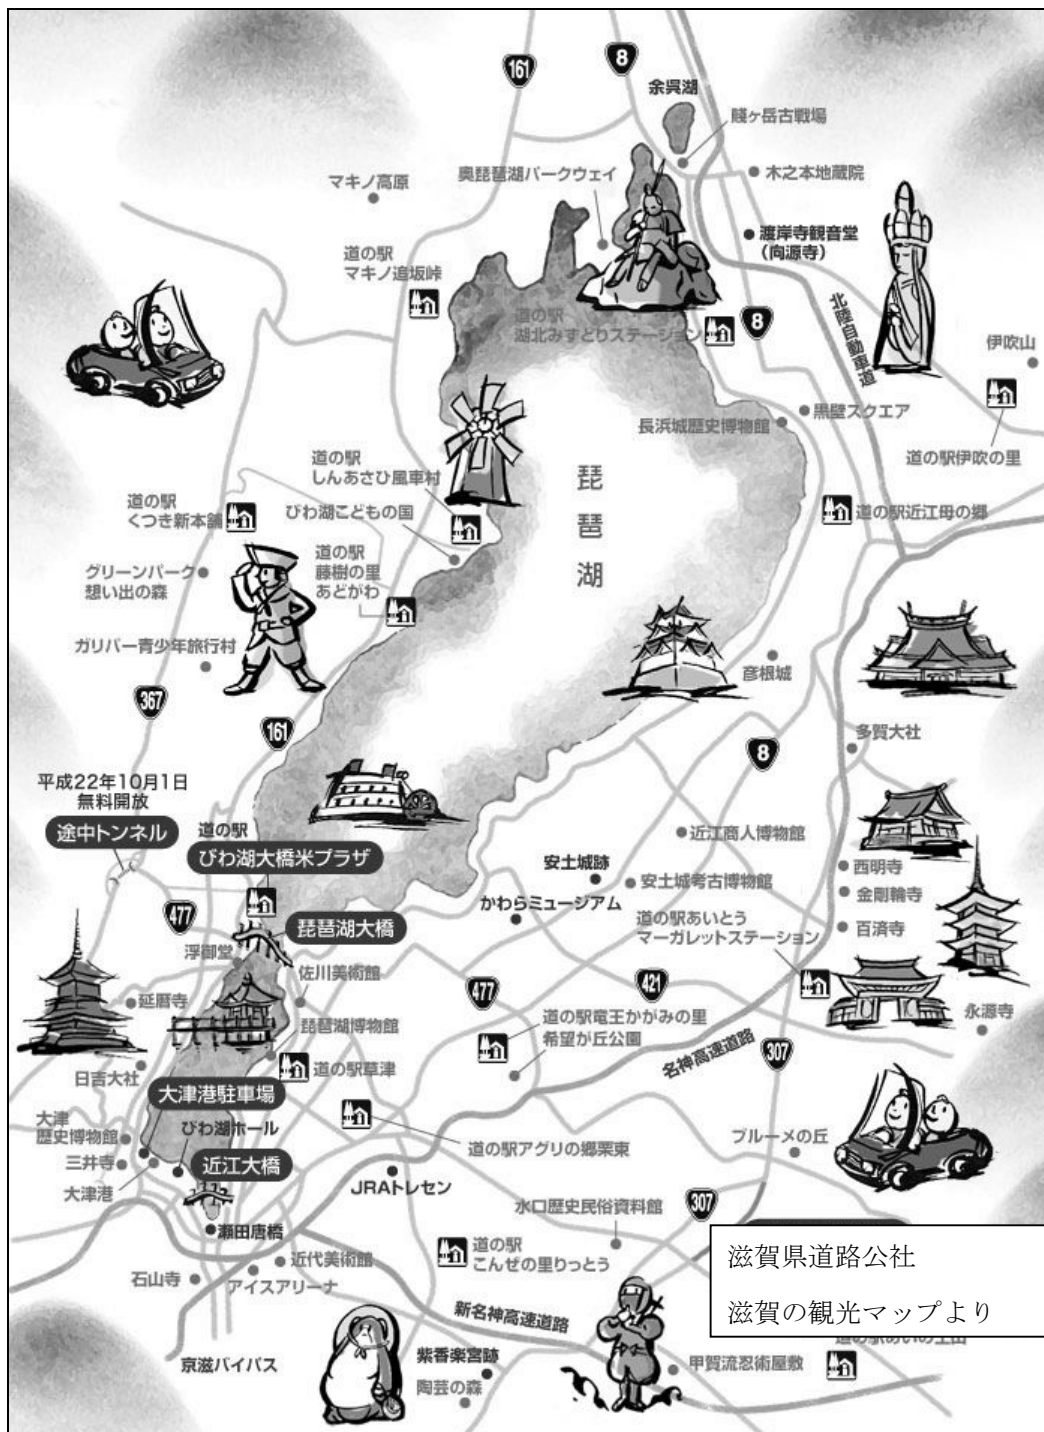 161
8
余呉湖
賤ヶ岳古戦場
マキノ高原
奥琵琶湖パークウェイ
木之本地蔵院
渡岸寺観音堂
(向源寺)
道の駅
マキノ追坂峠
道の駅
湖北みずとりステーション
8
北陸自動車道
伊吹山
長浜城歴史博物館
黒壁スクエア
道の駅伊吹の里
道の駅
しんあさひ風車村
琵琶湖
道の駅
くつき新本舗
びわ湖こどもの国
道の駅近江母の郷
道の駅
藤樹の里
あどがわ
グリーンパーク
想い出の森
ガリバー青少年旅行村
彦根城
367
161
多賀大社
8
平成22年10月1日
無料開放
途中トンネル
道の駅
びわ湖大橋米プラザ
近江商人博物館
安土城跡
安土城考古博物館
西明寺
金剛輪寺
かわらミュージアム
道の駅あいとう
マーガレットステーション
百済寺
477
琵琶湖大橋
浮御堂
佐川美術館
延暦寺
477
421
琵琶湖博物館
道の駅竜王かがみの里
希望が丘公園
永源寺
名神高速道路
307
日吉大社
道の駅草津
大津港駐車場
大津
歴史博物館
びわ湖ホール
三井寺
近江大橋
道の駅アグリの郷栗東
ブルーメの丘
大津港
JRAトレセン
水口歴史民俗資料館
307
瀬田唐橋
近代美術館
道の駅
こんぜの里りっとう
石山寺
アイスアリーナ
滋賀県道路公社
滋賀の観光マップより
新名神高速道路
京滋バイパス
紫香楽宮跡
陶芸の森
甲賀流忍術屋敷